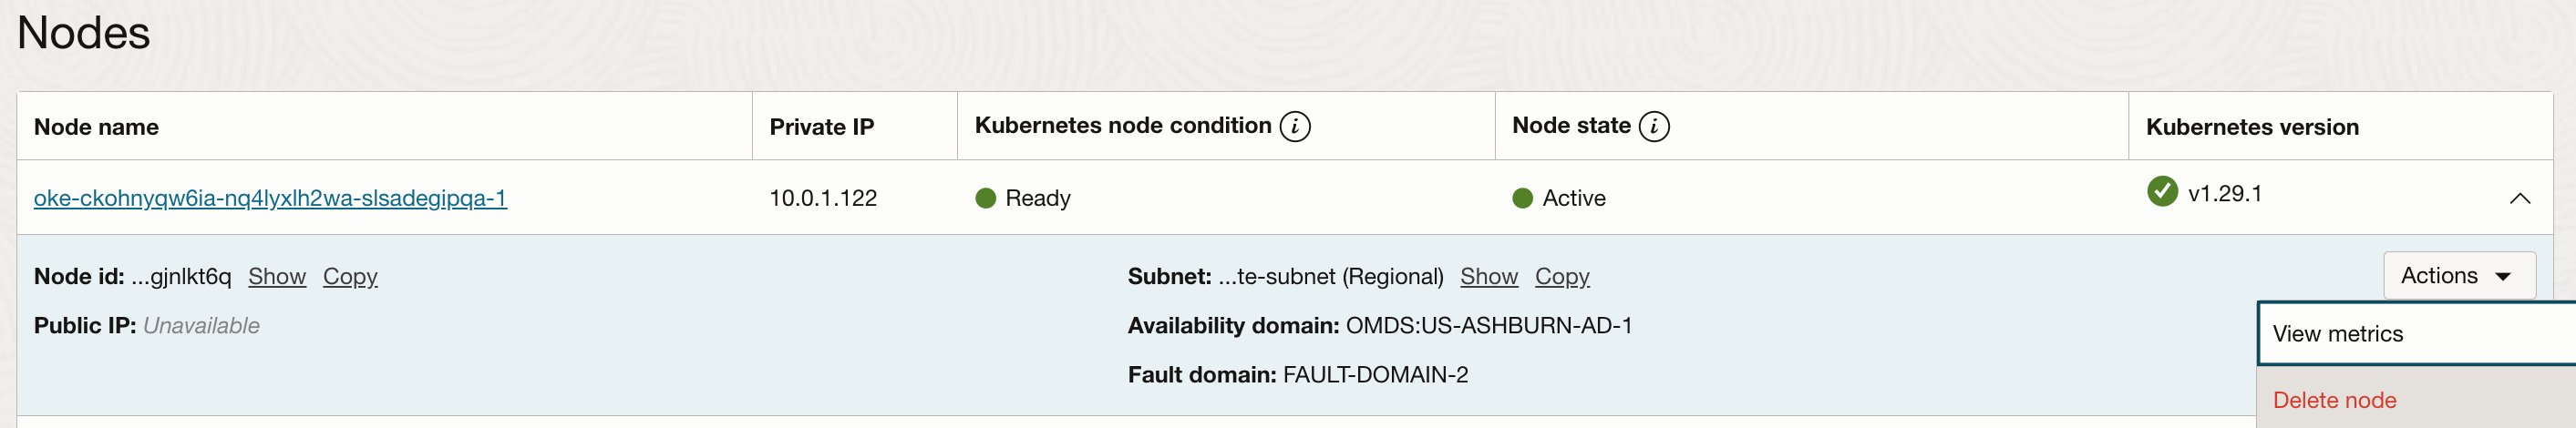 Nodes
Node name Private IP Kubernetes node condition i Node state i Kubernetes version
oke-ckohnyqw6ia-nq4lyxlh2wa-slsadegipqa-1 10.0.1.122 Ready Active v1.29.1
Node id: ...gjnlkt6q Show Copy Subnet: ...te-subnet (Regional) Show Copy Actions
Public IP: Unavailable Availability domain: OMDS:US-ASHBURN-AD-1 View metrics
Fault domain: FAULT-DOMAIN-2
Delete node